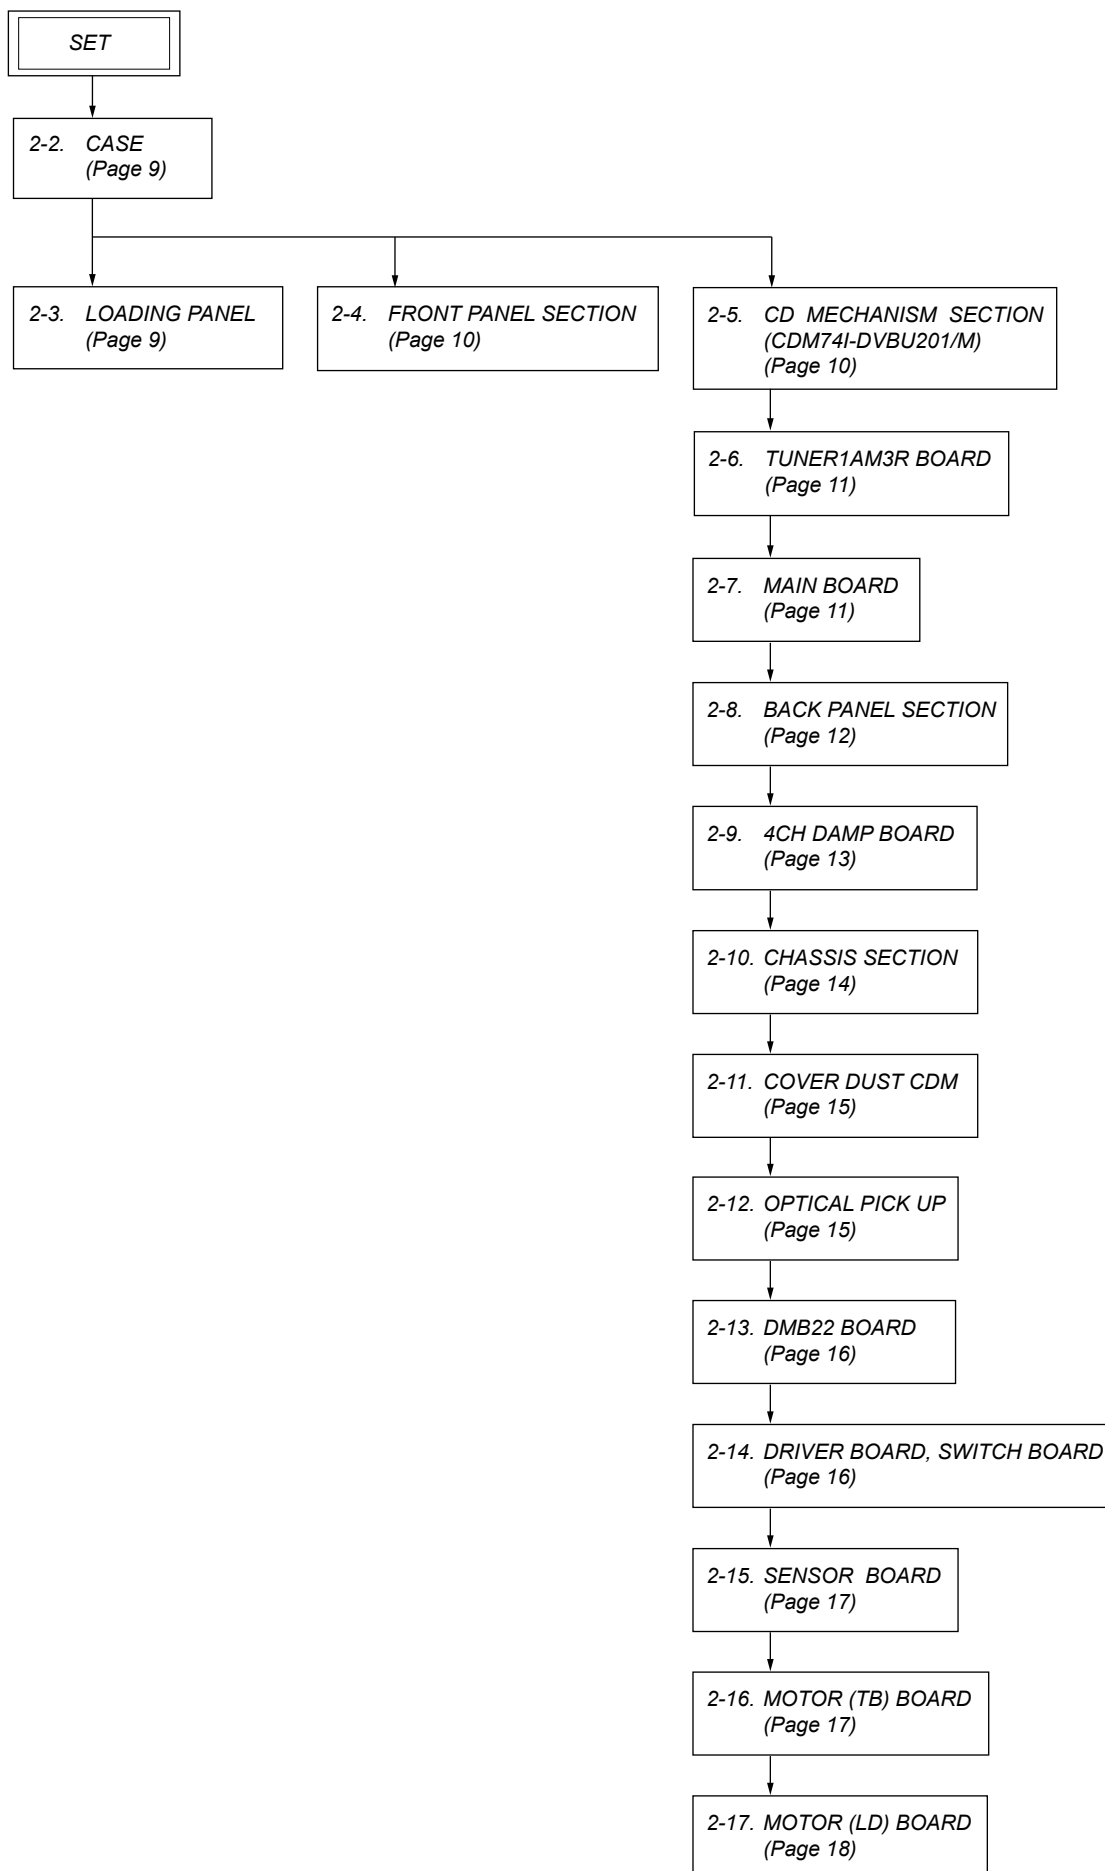 SET
2-2. CASE
(Page 9)
2-3. LOADING PANEL
(Page 9)
2-4. FRONT PANEL SECTION
(Page 10)
2-5. CD MECHANISM SECTION
(CDM74I-DVBU201/M)
(Page 10)
2-6. TUNER1AM3R BOARD
(Page 11)
2-7. MAIN BOARD
(Page 11)
2-8. BACK PANEL SECTION
(Page 12)
2-9. 4CH DAMP BOARD
(Page 13)
2-10. CHASSIS SECTION
(Page 14)
2-11. COVER DUST CDM
(Page 15)
2-12. OPTICAL PICK UP
(Page 15)
2-13. DMB22 BOARD
(Page 16)
2-14. DRIVER BOARD, SWITCH BOARD
(Page 16)
2-15. SENSOR BOARD
(Page 17)
2-16. MOTOR (TB) BOARD
(Page 17)
2-17. MOTOR (LD) BOARD
(Page 18)